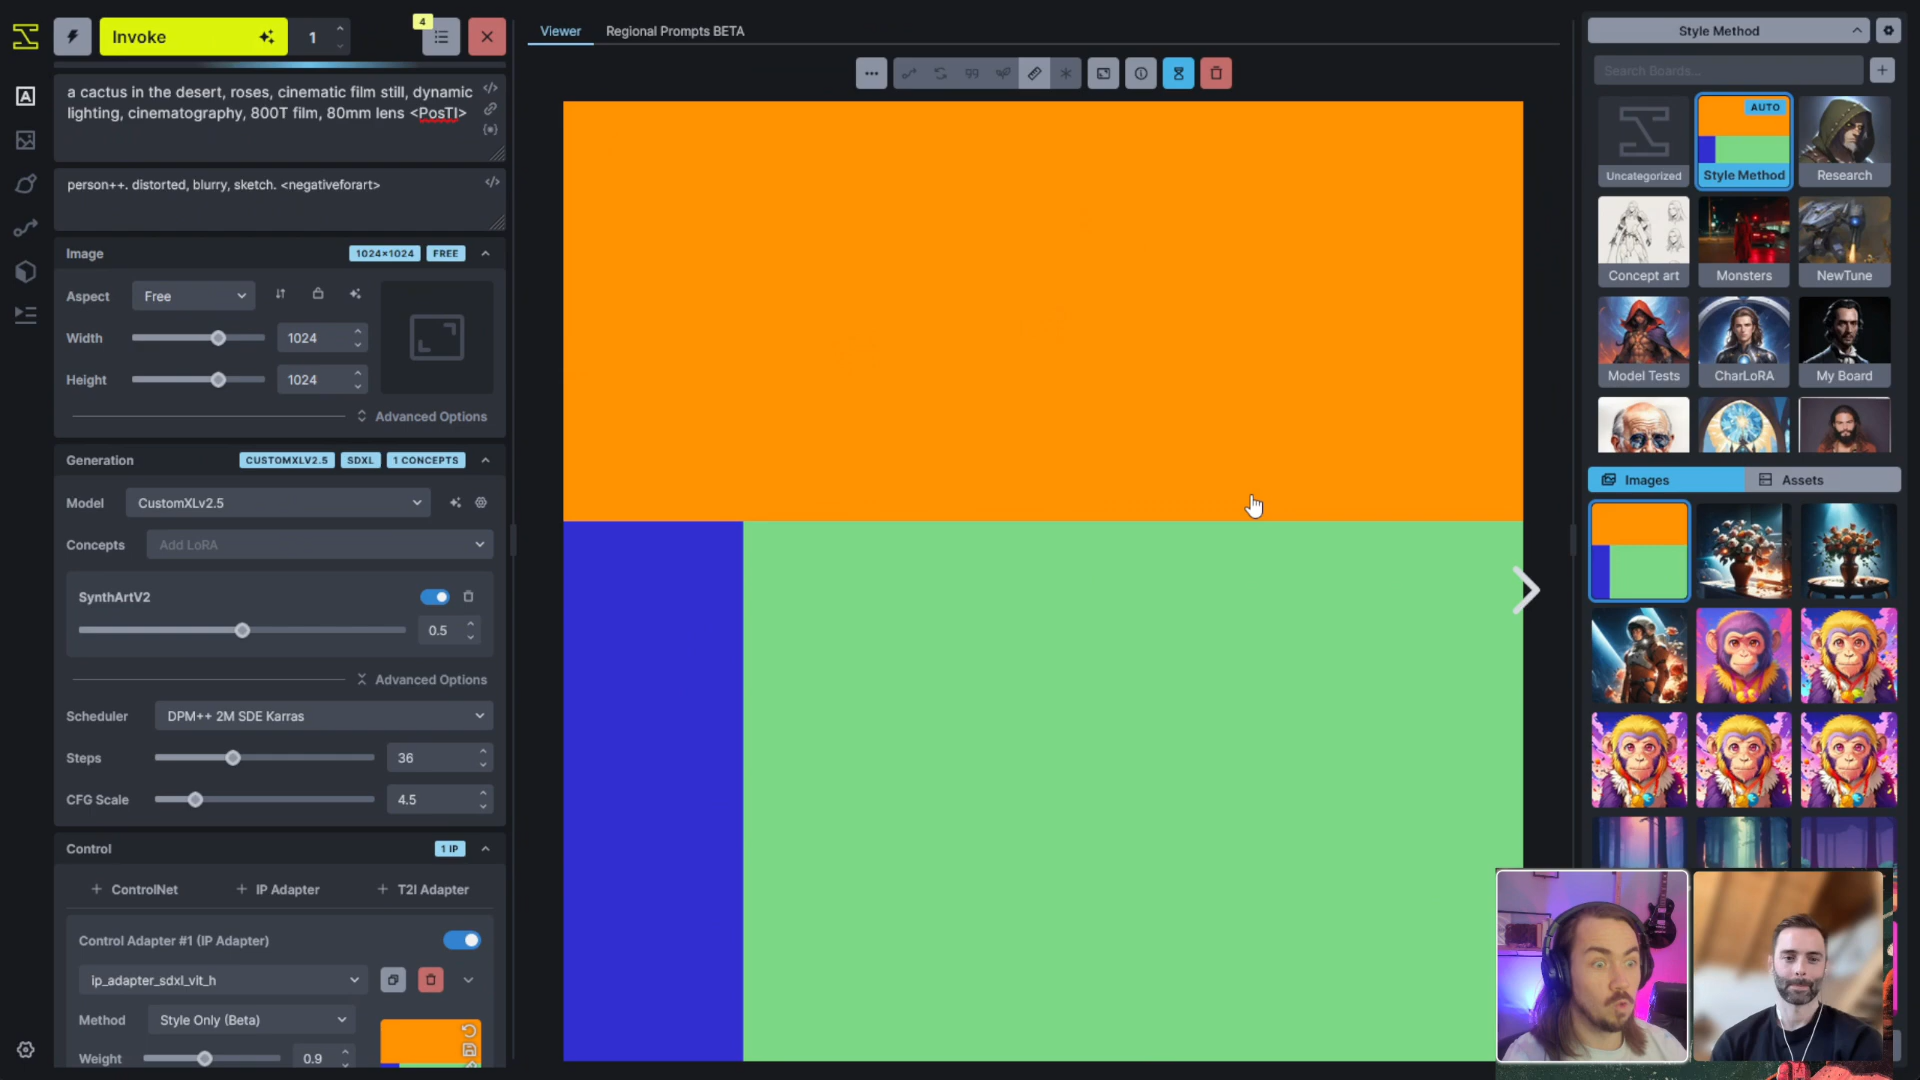 Invoke
1
4
Viewer
Regional Prompts BETA
Style Method
a cactus in the desert, roses, cinematic film still, dynamic
lighting, cinematography, 800T film, 80mm lens <PosTI>
person++. distorted, blurry, sketch. <negativeforart>
Image
1024×1024
FREE
Aspect
Free
Width
1024
Height
1024
Advanced Options
Generation
CUSTOMXLV2.5
SDXL
1 CONCEPTS
Model
CustomXLv2.5
Concepts
Add LoRA
SynthArtV2
0.5
Advanced Options
Scheduler
DPM++ 2M SDE Karras
Steps
36
CFG Scale
4.5
Control
1 IP
ControlNet
IP Adapter
T2I Adapter
Control Adapter #1 (IP Adapter)
ip_adapter_sdxl_vit_h
Method
Style Only (Beta)
Weight
0.9
Search Boards...
Uncategorized
AUTO
Style Method
Research
Concept art
Monsters
NewTune
Model Tests
CharLoRA
My Board
Images
Assets